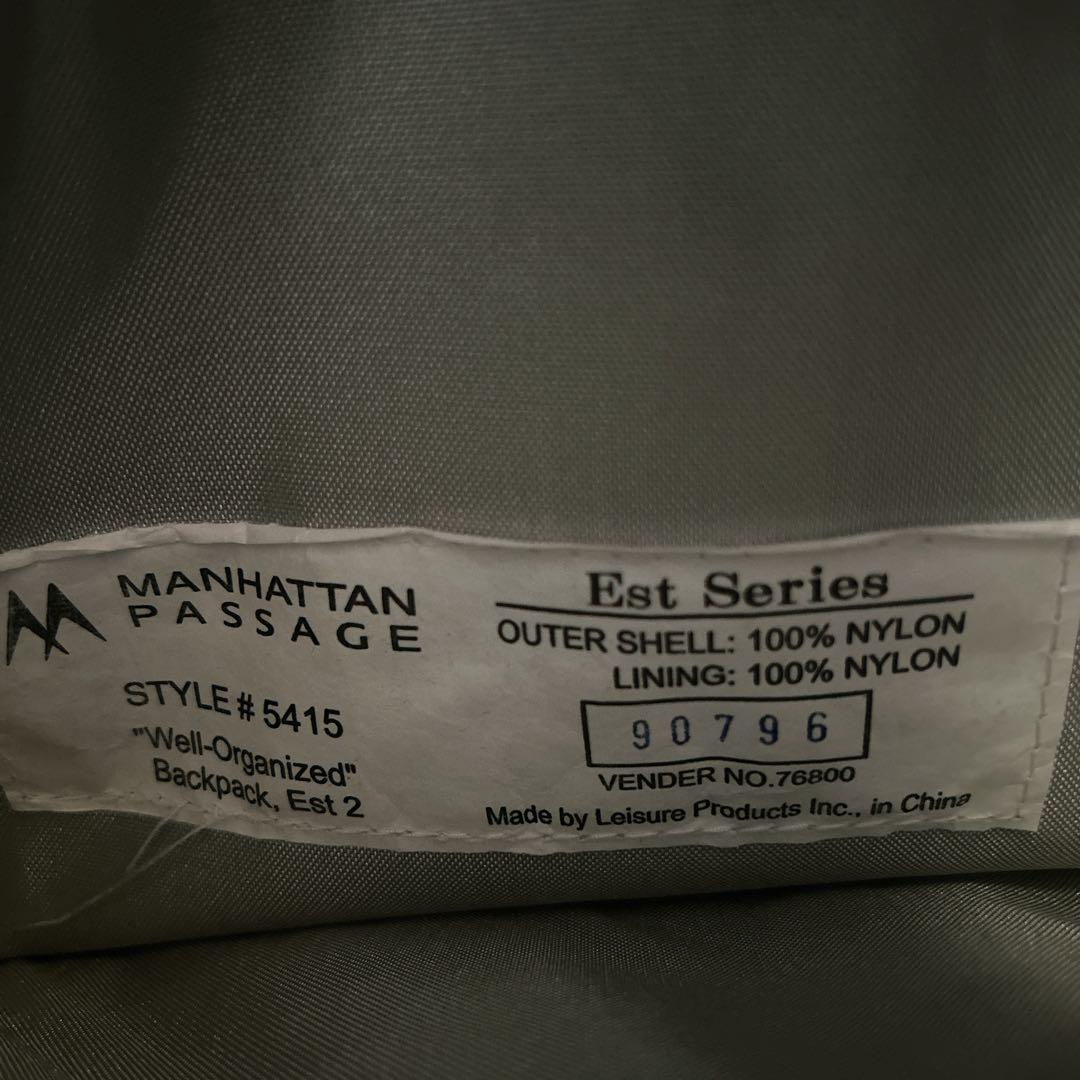 MANHATTAN
PASSAGE
STYLE#5415
"Well-Organized"
Backpack, Est 2
Est Series
OUTER SHELL: 100% NYLON
LINING: 100% NYLON
90796
VENDER NO.76800
Made by Leisure Products Inc., in China